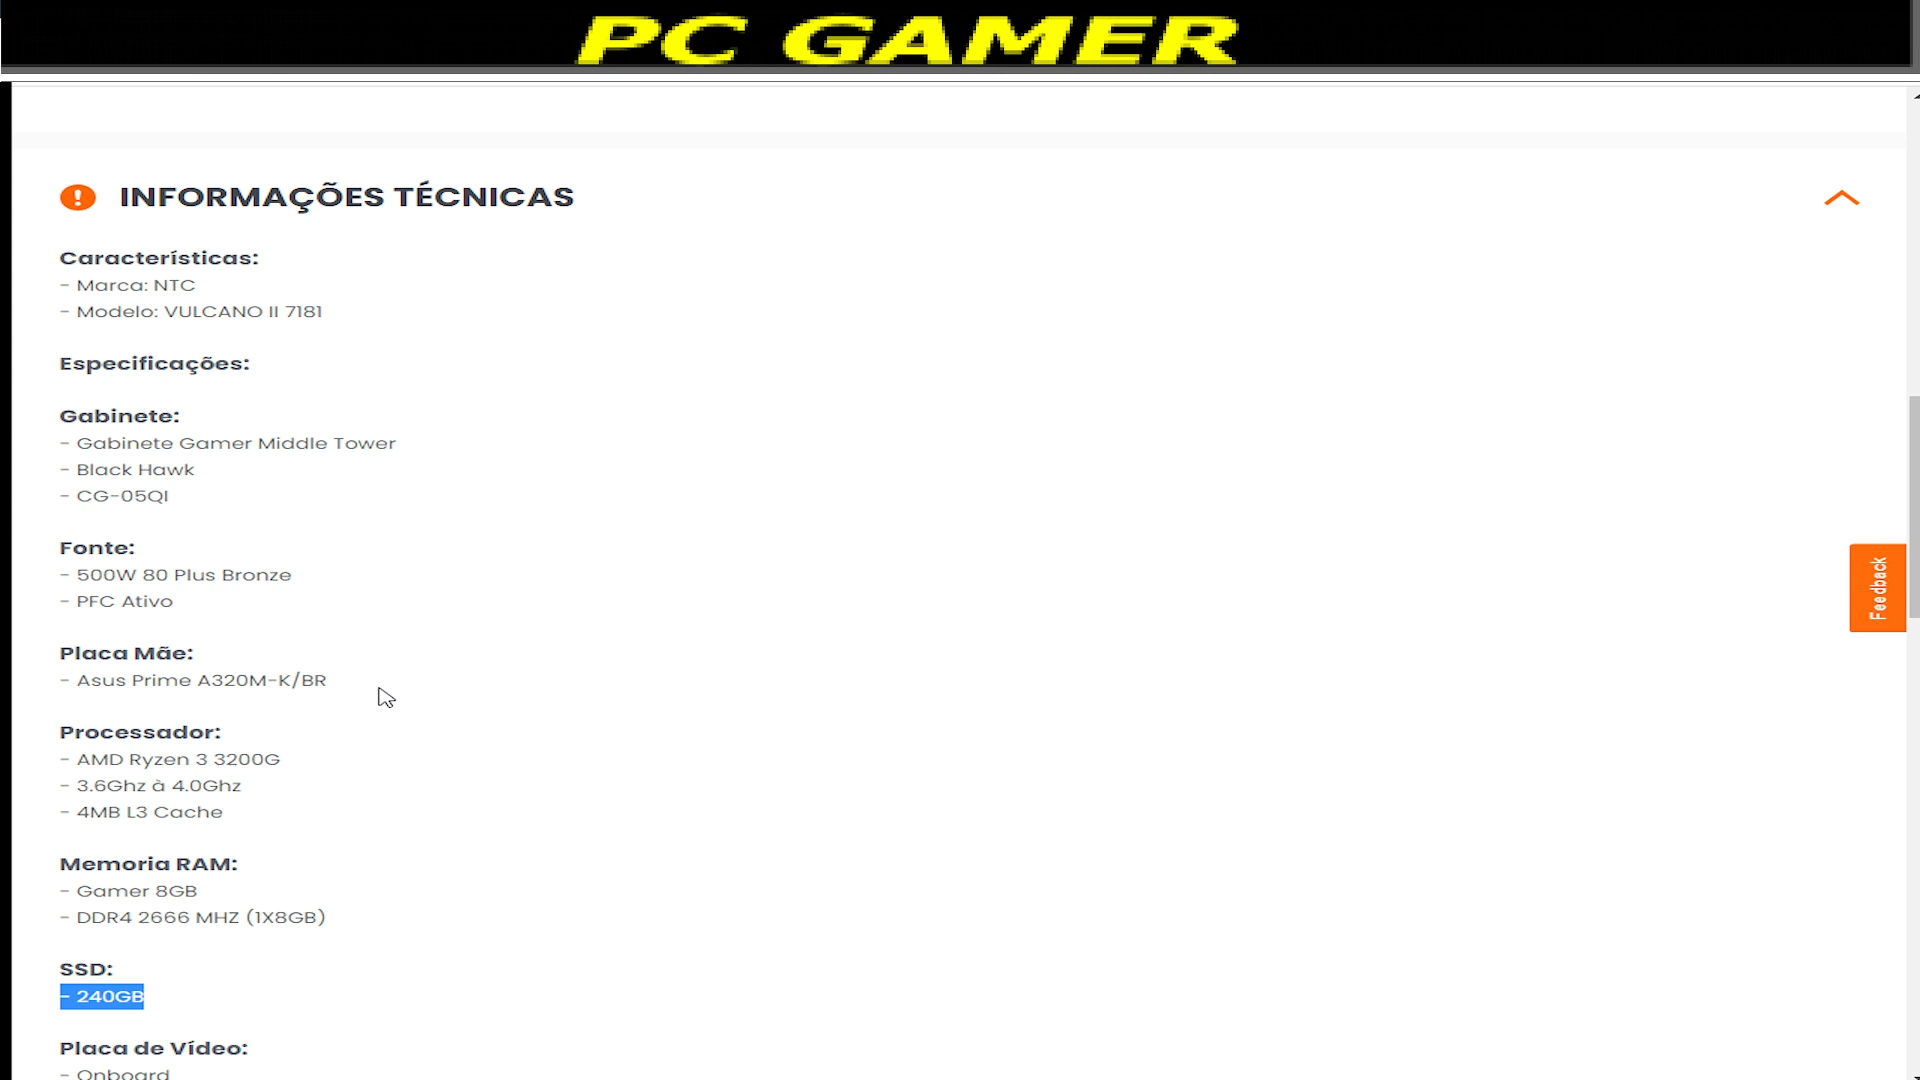 PC GAMER
INFORMAÇÕES TÉCNICAS
Características:
- Marca: NTC
- Modelo: VULCANO II 7181
Especificações:
Gabinete:
- Gabinete Gamer Middle Tower
- Black Hawk
- CG-05QI
Fonte:
- 500W 80 Plus Bronze
- PFC Ativo
Feedback
Placa Mãe:
- Asus Prime A320M-K/BR
Processador:
- AMD Ryzen 3 3200G
- 3.6Ghz à 4.0Ghz
- 4MB L3 Cache
Memoria RAM:
- Gamer 8GB
- DDR4 2666 MHZ (1X8GB)
SSD:
- 240GB
Placa de Vídeo:
- Onboard